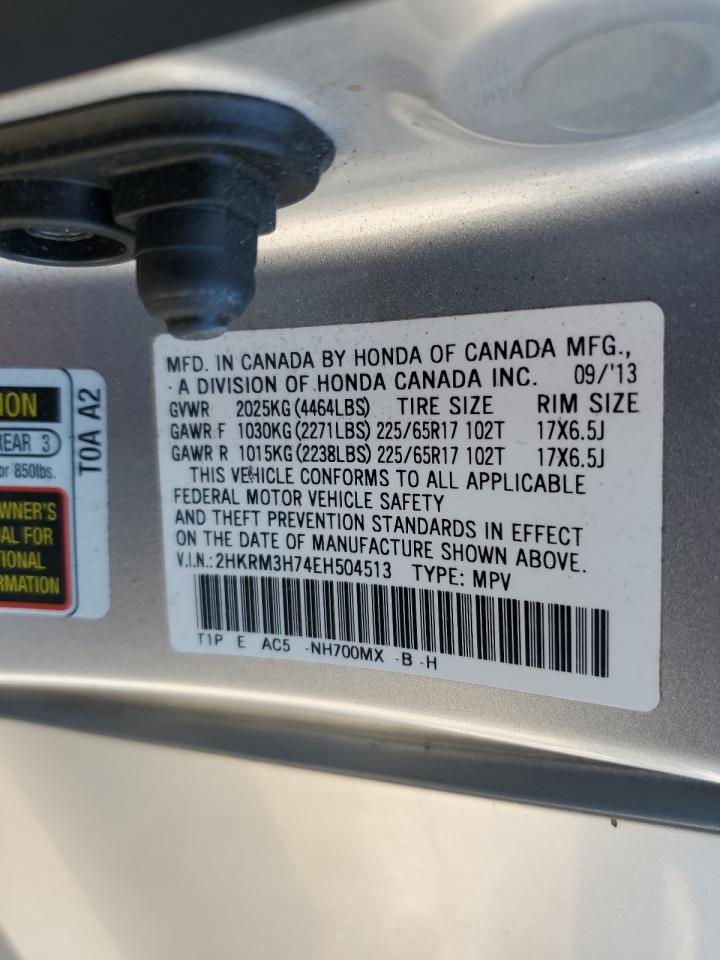 MFD. IN CANADA BY HONDA OF CANADA MFG.,
A DIVISION OF HONDA CANADA INC. 09/'13
GVWR 2025KG(4464LBS) TIRE SIZE RIM SIZE
GAWR F 1030KG(2271LBS) 225/65R17 102T 17X6.5J
GAWR R 1015KG(2238LBS) 225/65R17 102T 17X6.5J
THIS VEHICLE CONFORMS TO ALL APPLICABLE
FEDERAL MOTOR VEHICLE SAFETY
AND THEFT PREVENTION STANDARDS IN EFFECT
ON THE DATE OF MANUFACTURE SHOWN ABOVE.
V.I.N.: 2HKRM3H74EH504513 TYPE: MPV
T1P E AC5 -NH700MX -B -H
ION
REAR 3
or 850lbs.
WNER'S
AL FOR
TIONAL
RMATION
T0A A2